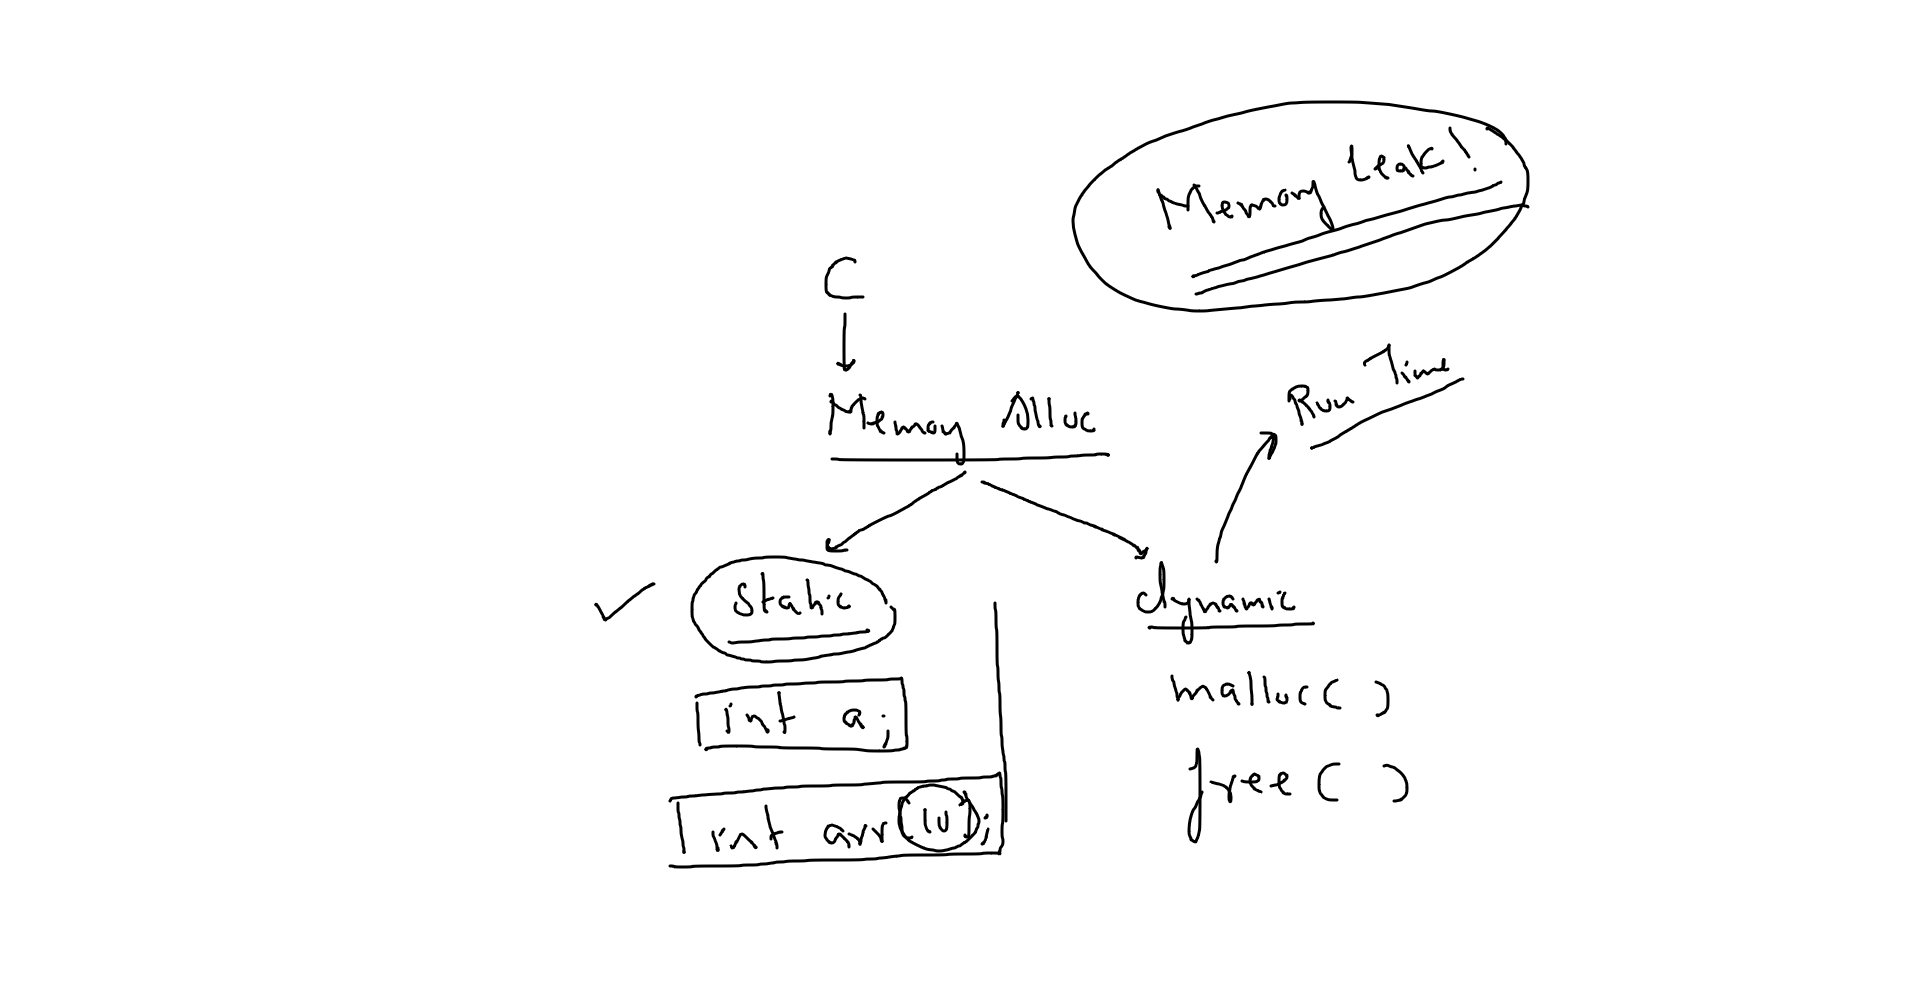 Memory Leak!
C
Memory Alloc
Run Time
Static
dynamic
int a;
malloc( )
free( )
int arr[10];